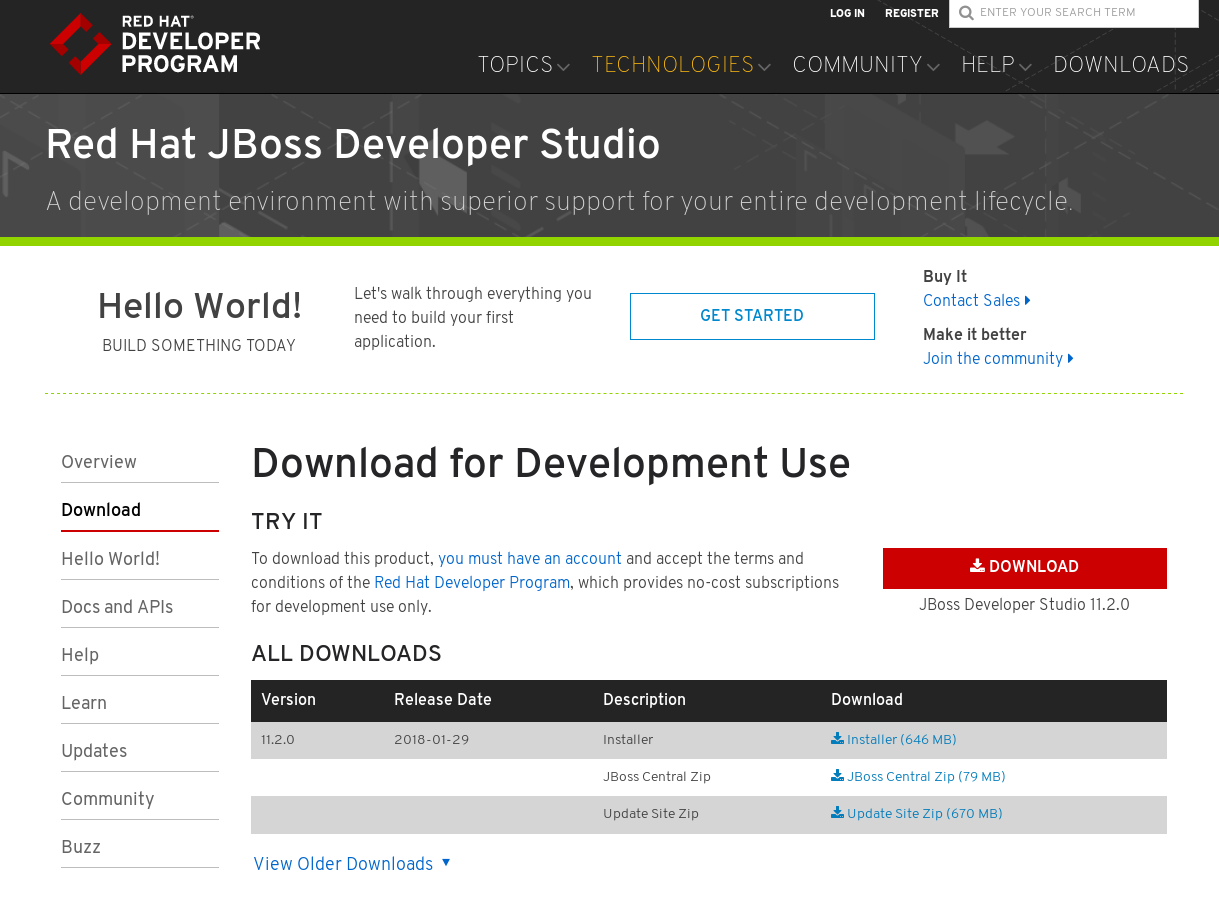 RED HAT
DEVELOPER
PROGRAM
LOG IN
REGISTER
ENTER YOUR SEARCH TERM
TOPICS
TECHNOLOGIES
COMMUNITY
HELP
DOWNLOADS
Red Hat JBoss Developer Studio
A development environment with superior support for your entire development lifecycle.
Hello World!
BUILD SOMETHING TODAY
Let's walk through everything you
need to build your first
application.
GET STARTED
Buy It
Contact Sales
Make it better
Join the community
Overview
Download
Hello World!
Docs and APIs
Help
Learn
Updates
Community
Buzz
Download for Development Use
TRY IT
To download this product, you must have an account and accept the terms and
conditions of the Red Hat Developer Program, which provides no-cost subscriptions
for development use only.
DOWNLOAD
JBoss Developer Studio 11.2.0
ALL DOWNLOADS
Version Release Date Description Download
11.2.0 2018-01-29 Installer Installer (646 MB)
JBoss Central Zip JBoss Central Zip (79 MB)
Update Site Zip Update Site Zip (670 MB)
View Older Downloads